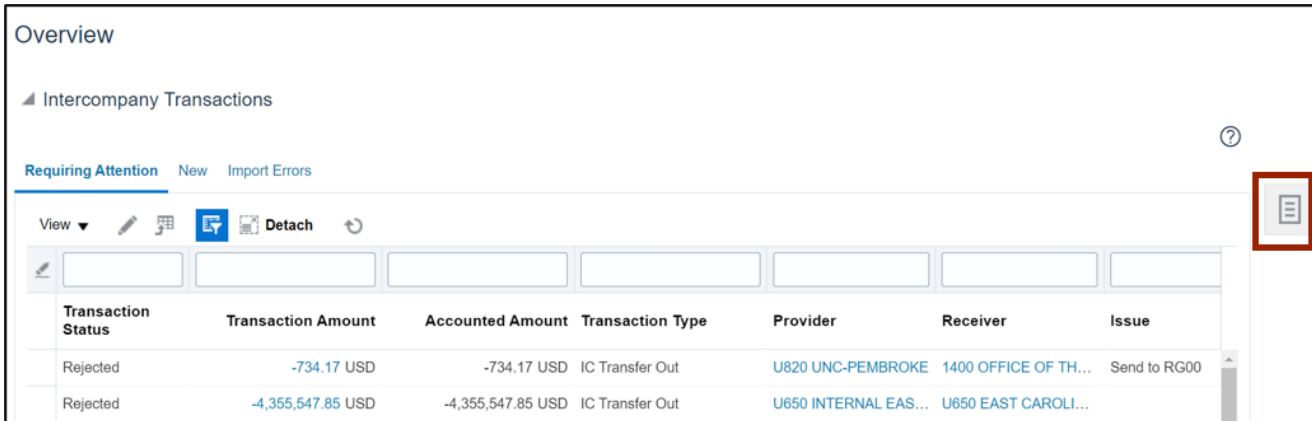 Overview
Intercompany Transactions
Requiring Attention New Import Errors
View Detach
Transaction Status Transaction Amount Accounted Amount Transaction Type Provider Receiver Issue
Rejected -734.17 USD -734.17 USD IC Transfer Out U820 UNC-PEMBROKE 1400 OFFICE OF TH... Send to RG00
Rejected -4,355,547.85 USD -4,355,547.85 USD IC Transfer Out U650 INTERNAL EAS... U650 EAST CAROLI...